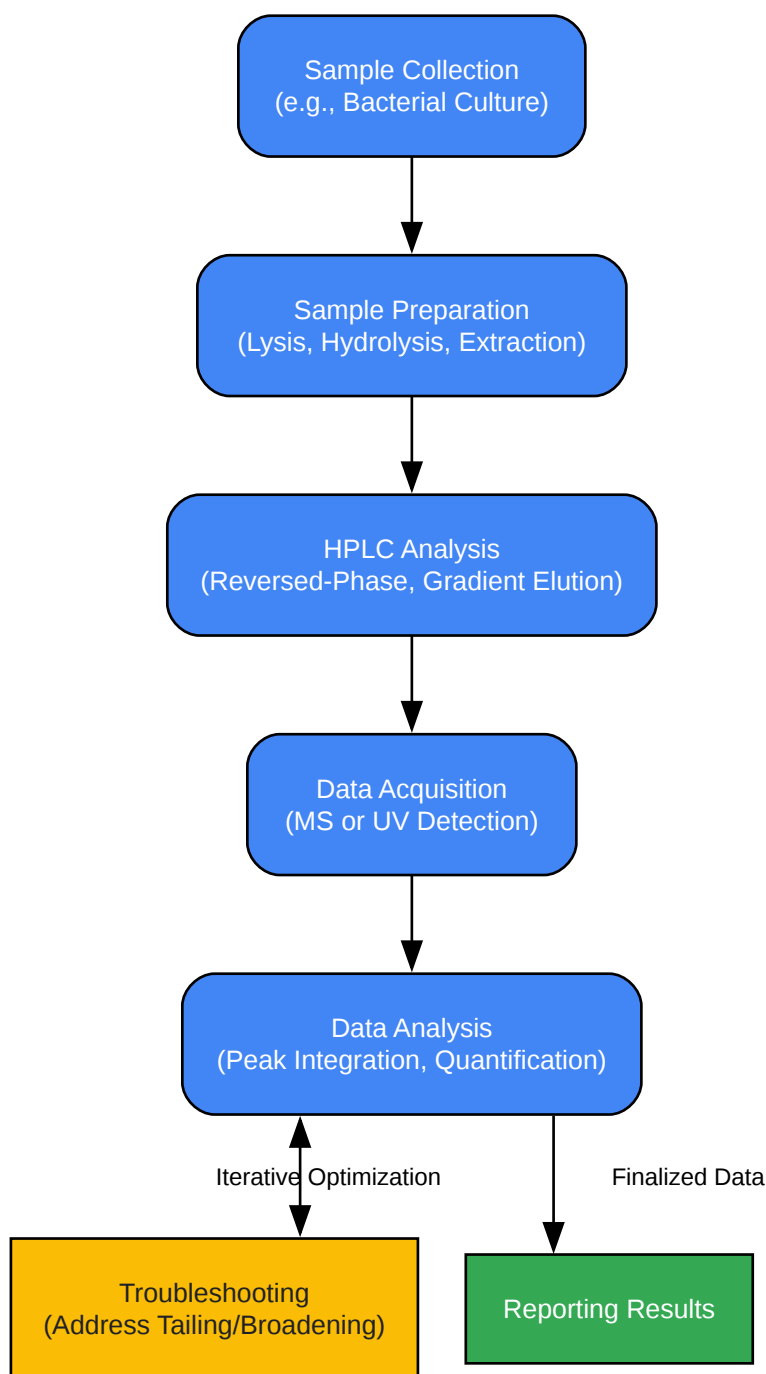 Sample Collection
(e.g., Bacterial Culture)
Sample Preparation
(Lysis, Hydrolysis, Extraction)
HPLC Analysis
(Reversed-Phase, Gradient Elution)
Data Acquisition
(MS or UV Detection)
Data Analysis
(Peak Integration, Quantification)
Iterative Optimization
Finalized Data
Troubleshooting
(Address Tailing/Broadening)
Reporting Results